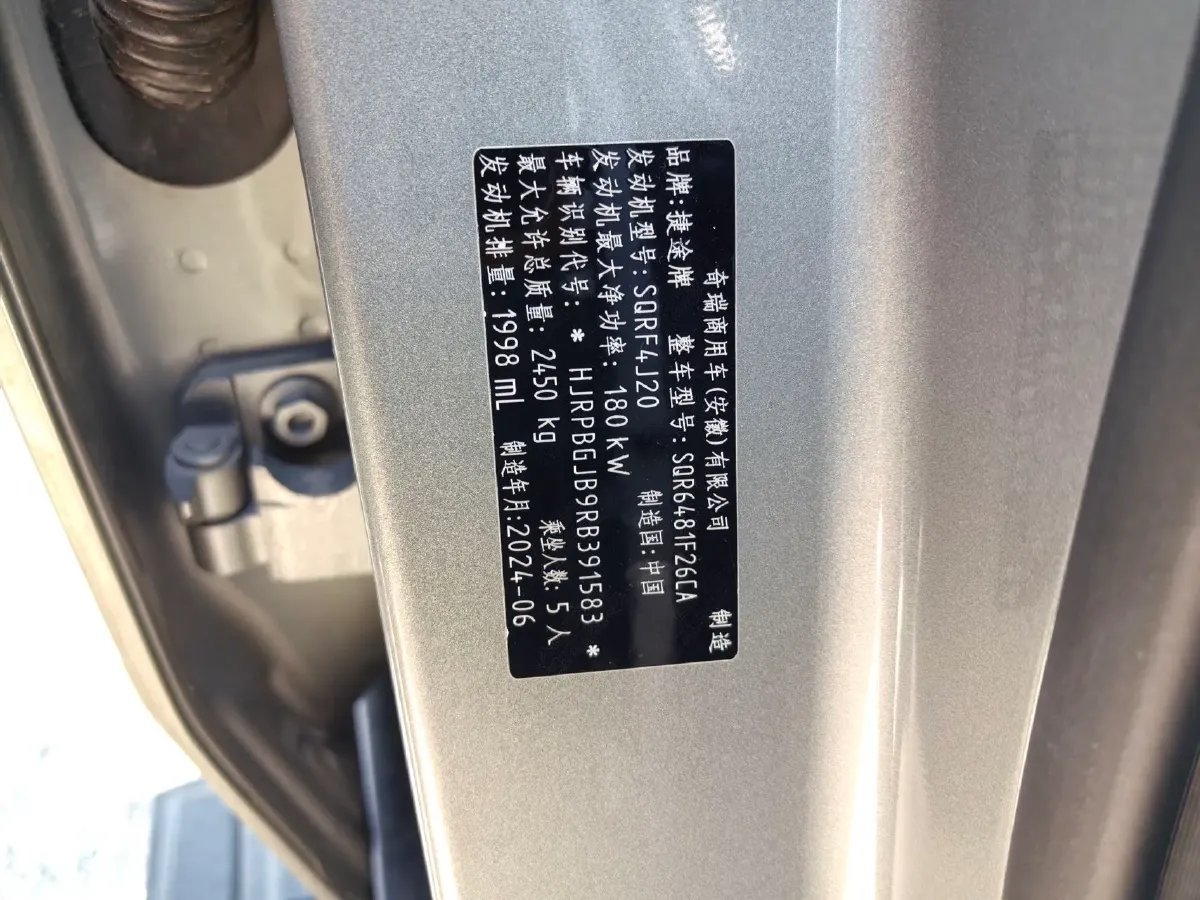 奇瑞商用车(安徽)有限公司 制造
品牌:捷途牌 整车型号:SQR6481F26CA
发动机型号:SQRF4J20 制造国:中国
发动机最大净功率:180kW
车辆识别代号:* HJRPBGJB9RB391583 *
最大允许总质量:2450 kg 乘坐人数:5人
发动机排量:1998 mL 制造年月:2024-06